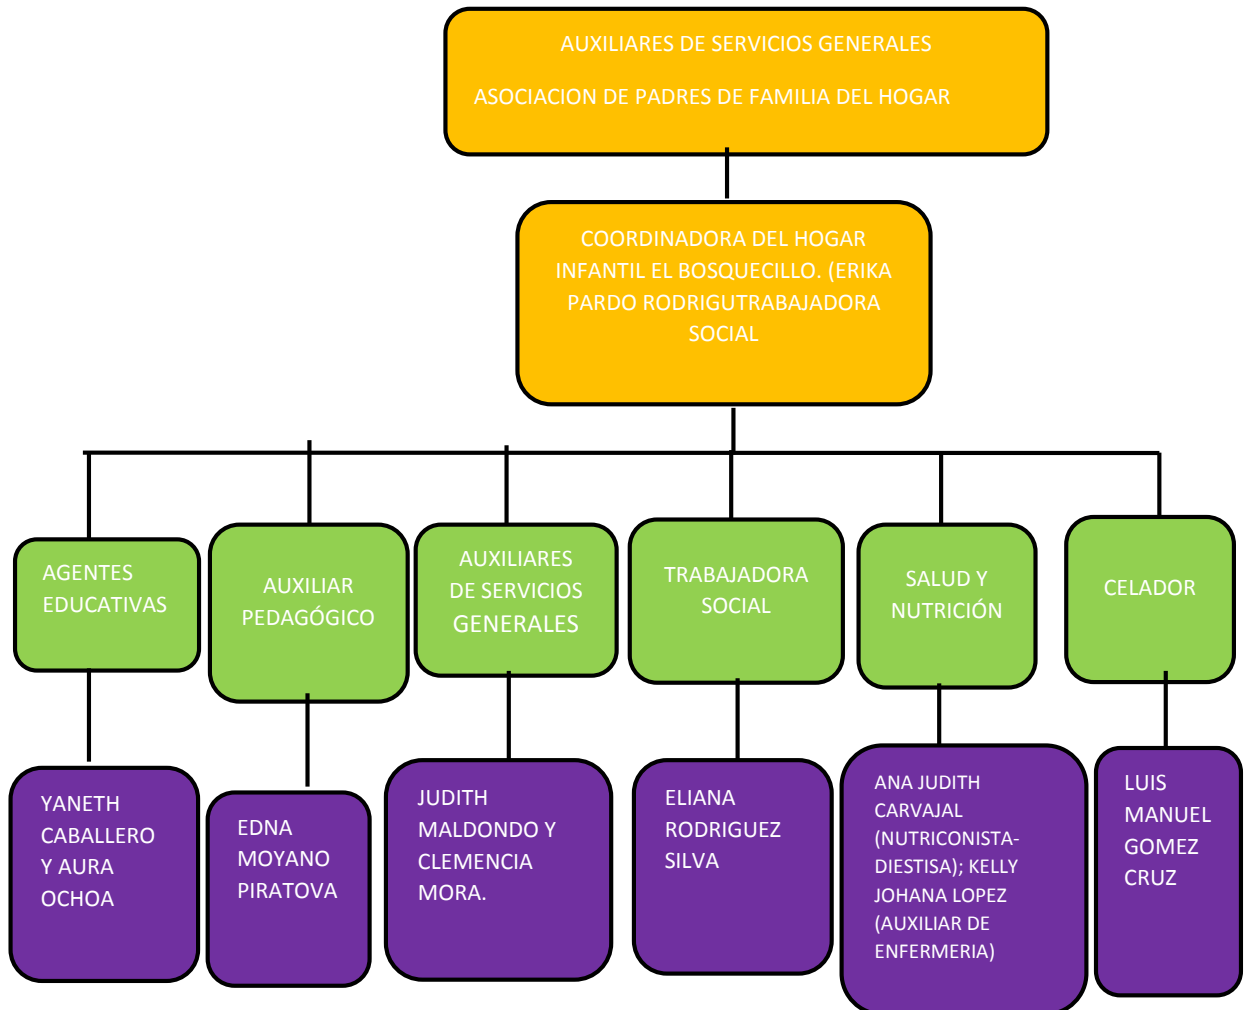 AUXILIARES DE SERVICIOS GENERALES
ASOCIACION DE PADRES DE FAMILIA DEL HOGAR
COORDINADORA DEL HOGAR
INFANTIL EL BOSQUECILLO. (ERIKA
PARDO RODRIGUTRABAJADORA
SOCIAL
AGENTES
EDUCATIVAS
AUXILIAR
PEDAGÓGICO
AUXILIARES
DE SERVICIOS
GENERALES
TRABAJADORA
SOCIAL
SALUD Y
NUTRICIÓN
CELADOR
YANETH
CABALLERO
Y AURA
OCHOA
EDNA
MOYANO
PIRATOVA
JUDITH
MALDONDO Y
CLEMENCIA
MORA.
ELIANA
RODRIGUEZ
SILVA
ANA JUDITH
CARVAJAL
(NUTRICONISTA-
DIESTISA); KELLY
JOHANA LOPEZ
(AUXILIAR DE
ENFERMERIA)
LUIS
MANUEL
GOMEZ
CRUZ